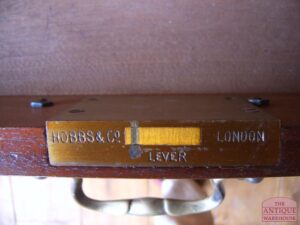 HOBBS & Co. LONDON
LEVER
THE
ANTIQUE
WAREHOUSE